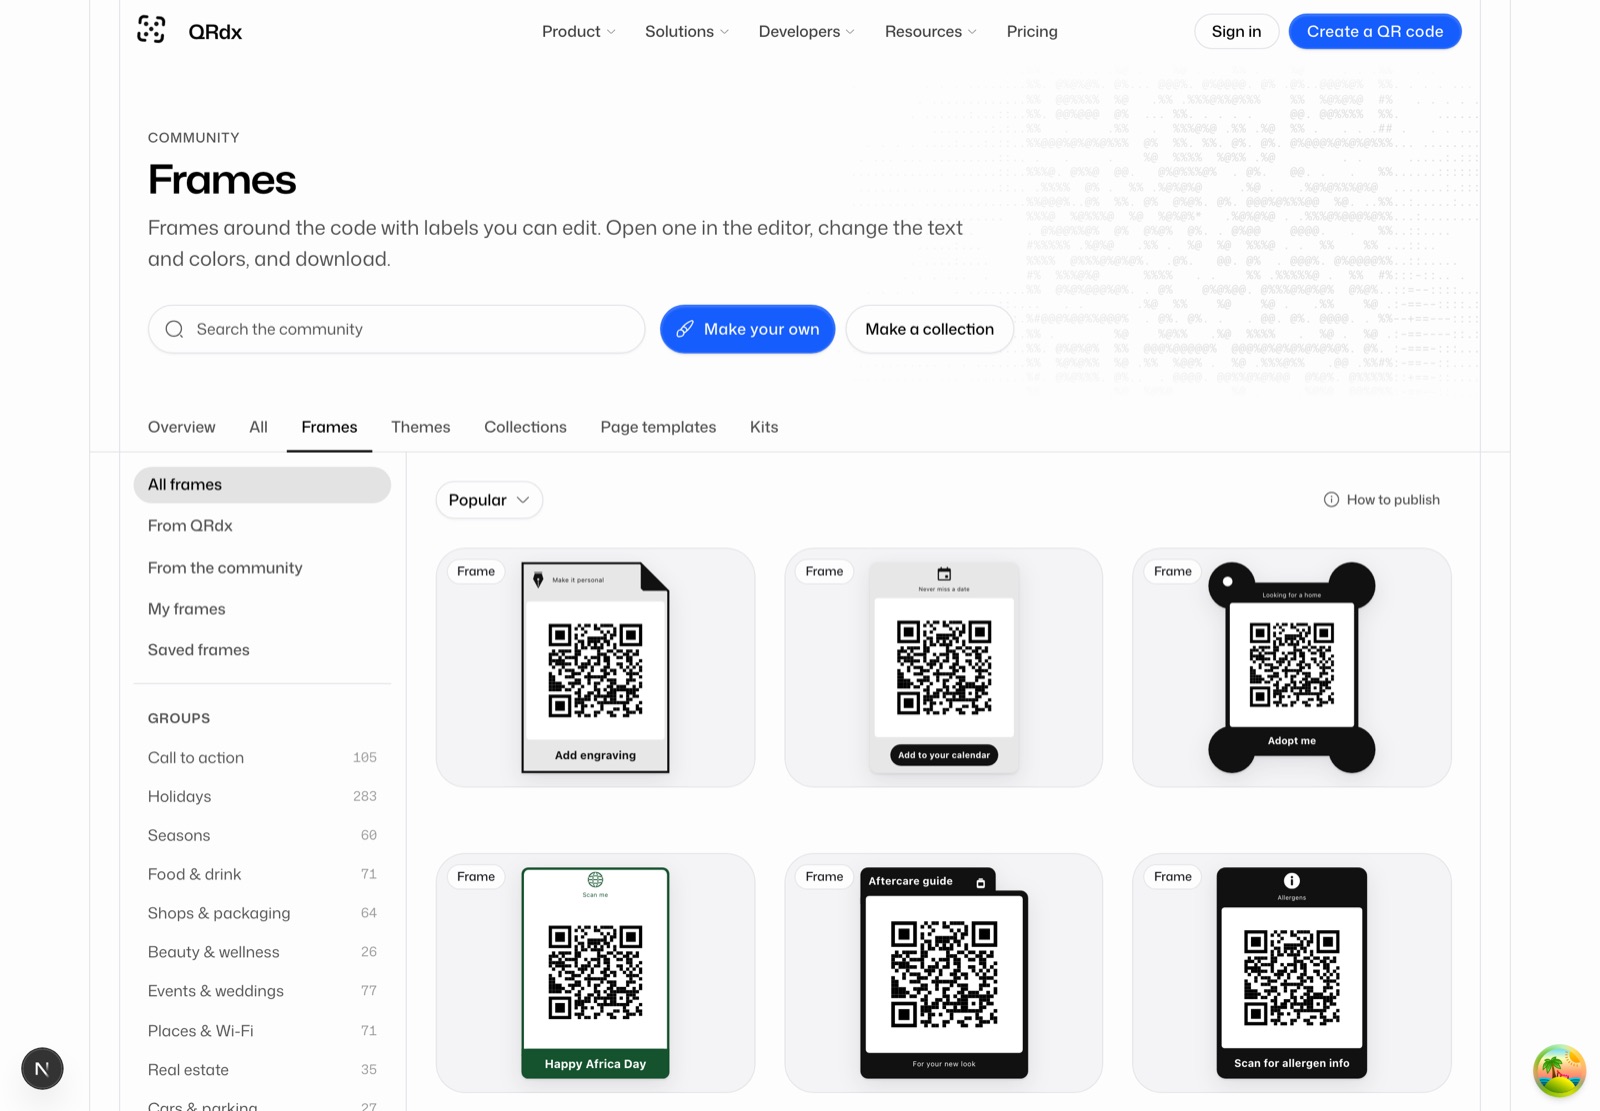 QRdx
Product
Solutions
Developers
Resources
Pricing
Sign in
Create a QR code
COMMUNITY
Frames
Frames around the code with labels you can edit. Open one in the editor, change the text
and colors, and download.
Search the community
Make your own
Make a collection
Overview
All
Frames
Themes
Collections
Page templates
Kits
All frames
From QRdx
From the community
My frames
Saved frames
GROUPS
Call to action 105
Holidays 283
Seasons 60
Food & drink 71
Shops & packaging 64
Beauty & wellness 26
Events & weddings 77
Places & Wi-Fi 71
Real estate 35
Cars & parking 27
Popular
How to publish
Frame
Make it personal
Add engraving
Frame
Never miss a date
Add to your calendar
Frame
Looking for a home
Adopt me
Frame
Scan me
Happy Africa Day
Frame
Aftercare guide
For your new look
Frame
Allergens
Scan for allergen info
N